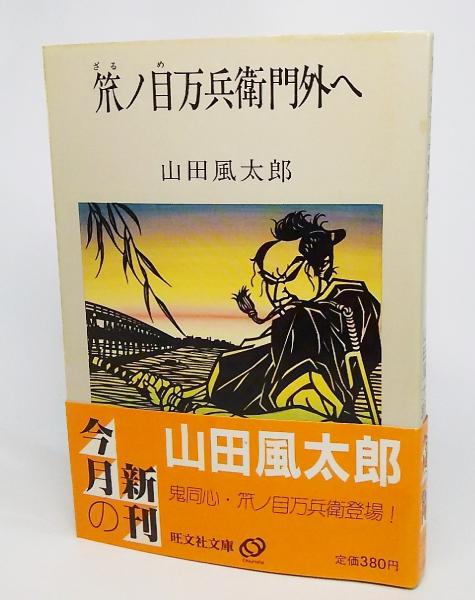 ざるめ
笊ノ目万兵衛門外へ
山田風太郎
山田風太郎
今月の
新刊
鬼同心・笊ノ目万兵衛登場!
旺文社文庫
Obunsha
定価380円